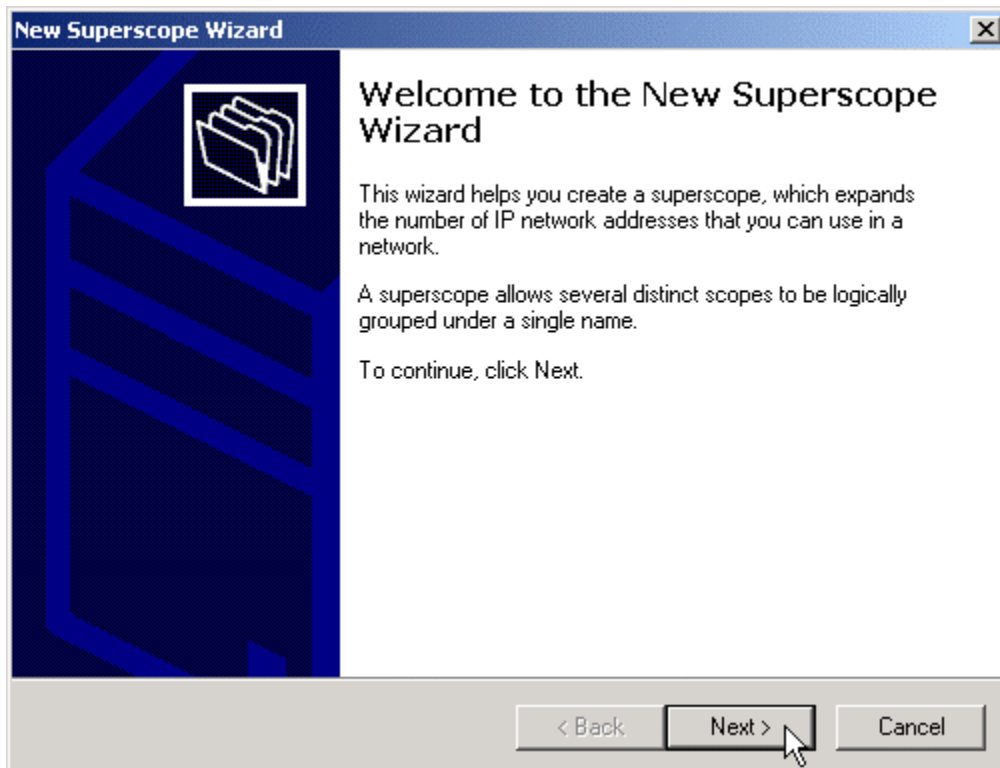 New Superscope Wizard
Welcome to the New Superscope
Wizard
This wizard helps you create a superscope, which expands
the number of IP network addresses that you can use in a
network.
A superscope allows several distinct scopes to be logically
grouped under a single name.
To continue, click Next.
< Back
Next >
Cancel